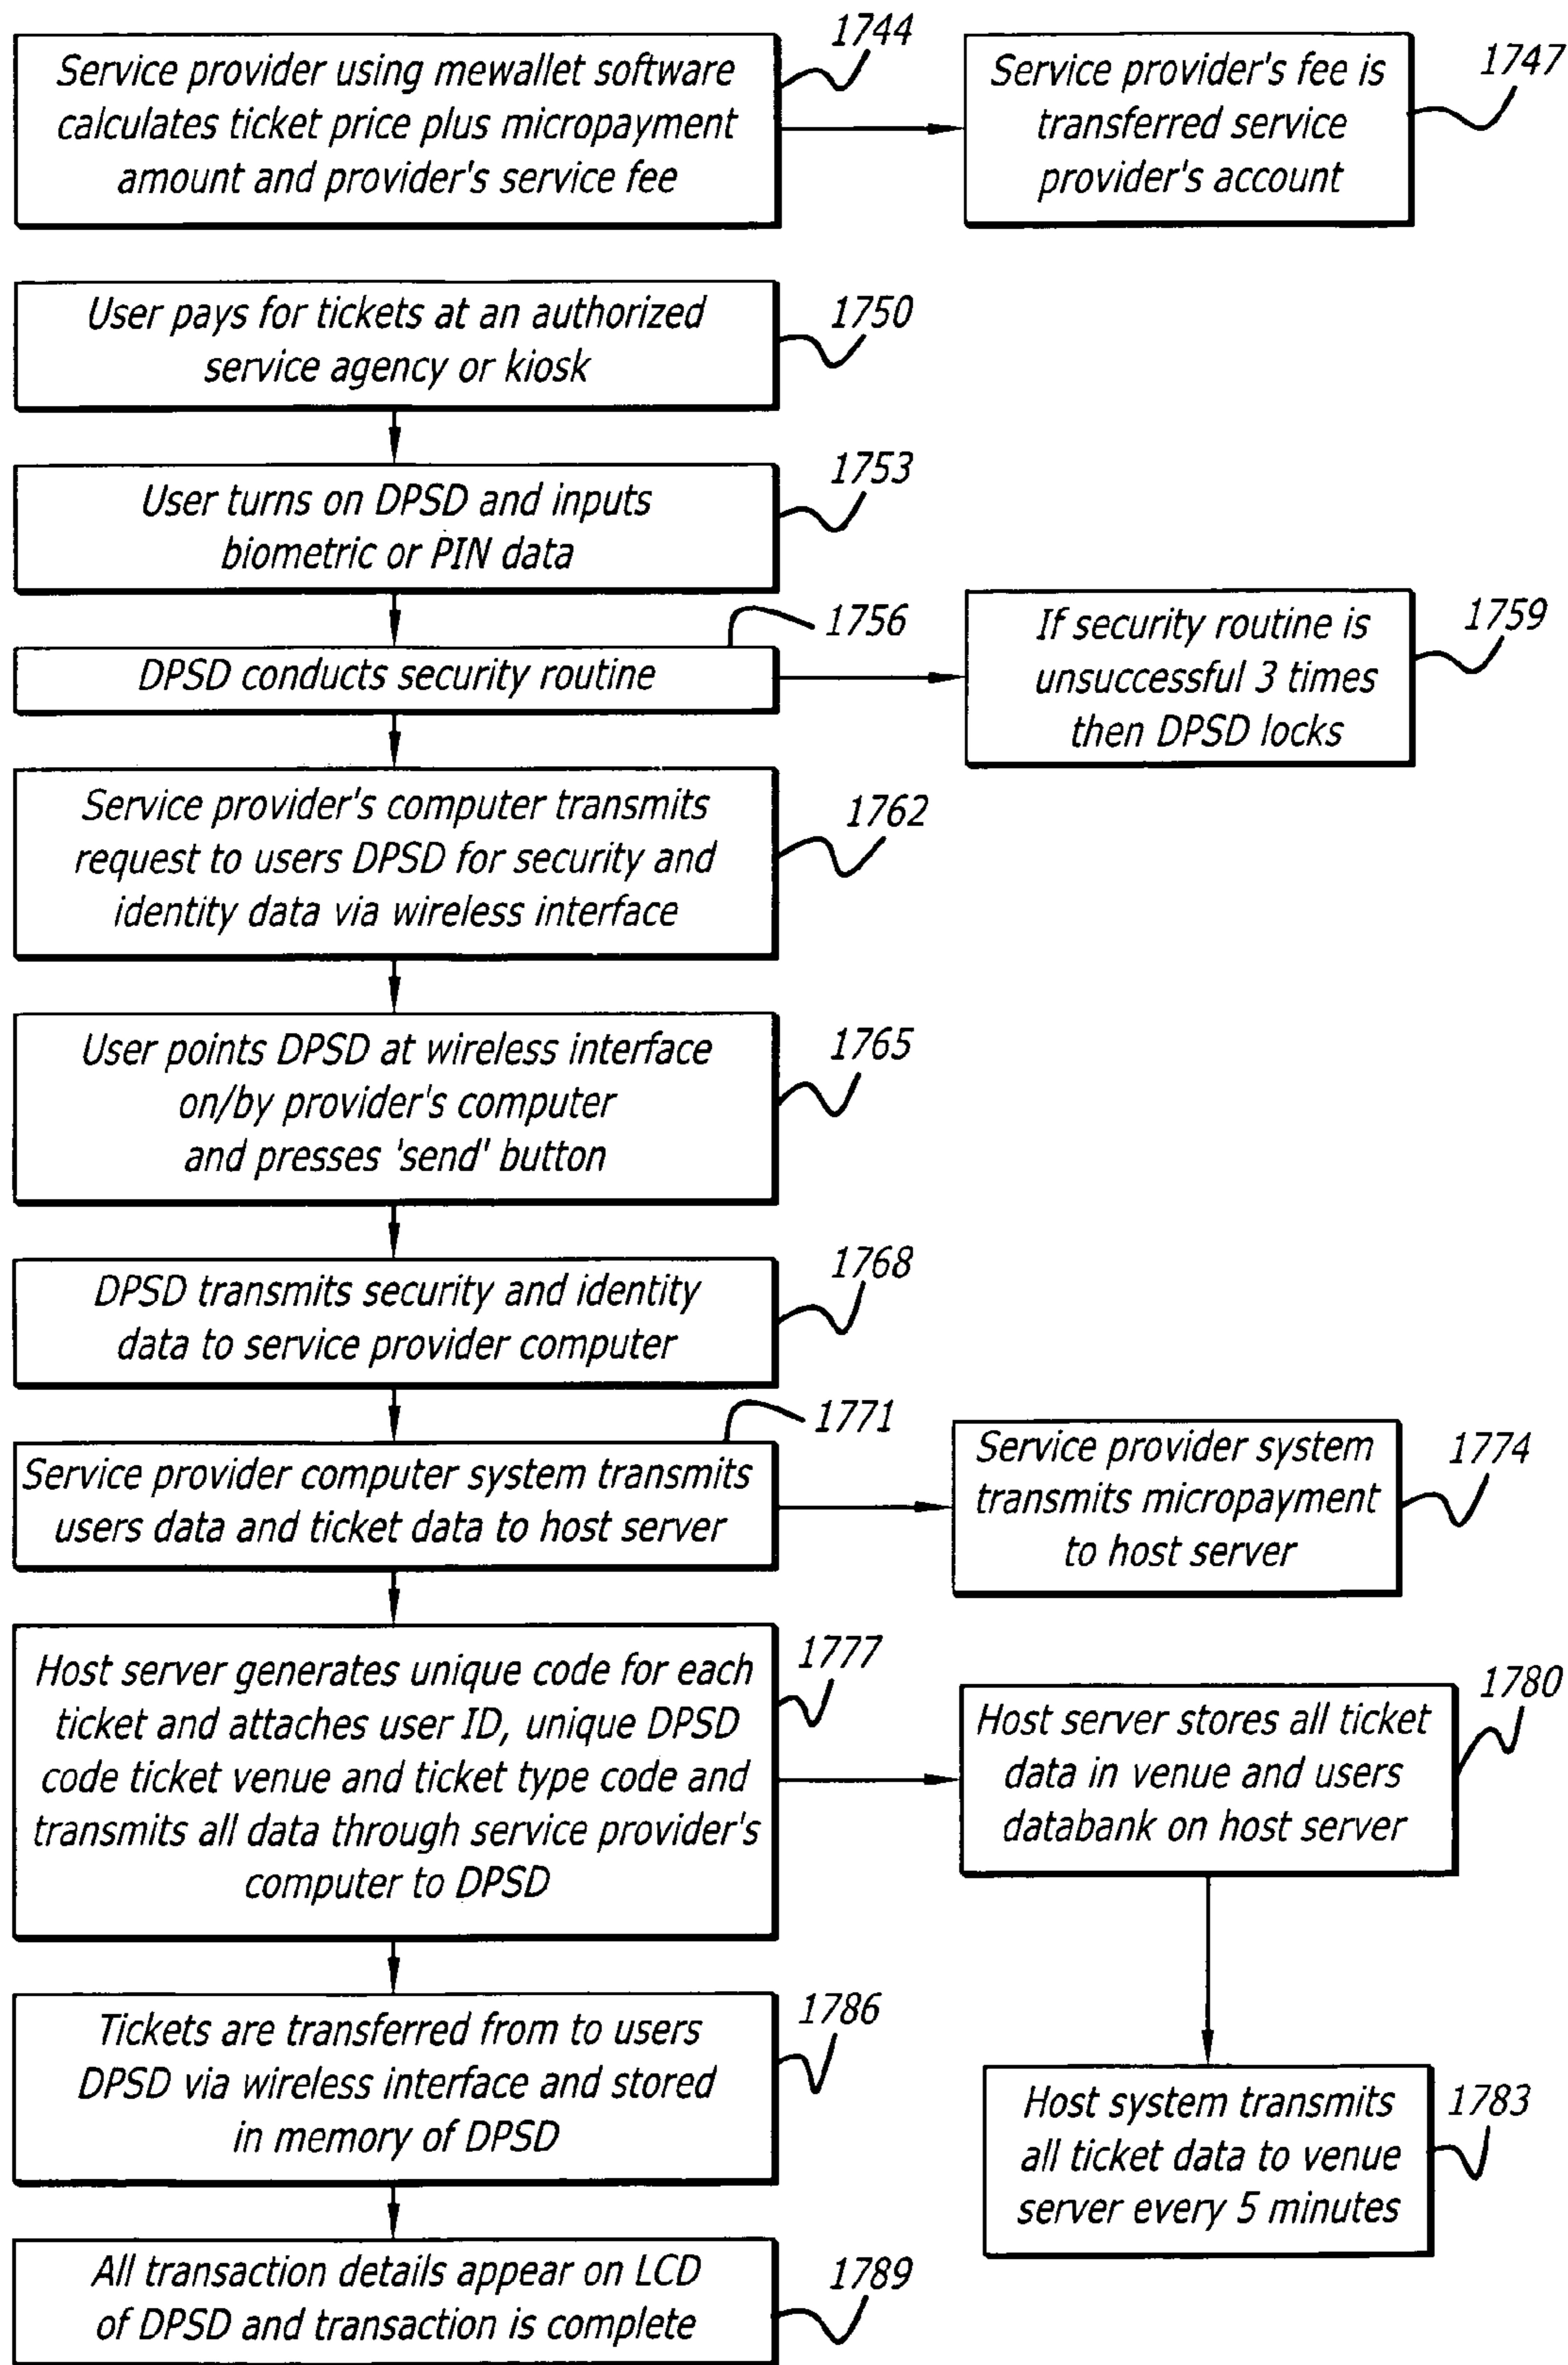 Service provider using mewallet software
calculates ticket price plus micropayment
amount and provider's service fee
1744
Service provider's fee is
transferred service
provider's account
1747
User pays for tickets at an authorized
service agency or kiosk
1750
User turns on DPSD and inputs
biometric or PIN data
1753
DPSD conducts security routine
1756
If security routine is
unsuccessful 3 times
then DPSD locks
1759
Service provider's computer transmits
request to users DPSD for security and
identity data via wireless interface
1762
User points DPSD at wireless interface
on/by provider's computer
and presses 'send' button
1765
DPSD transmits security and identity
data to service provider computer
1768
Service provider computer system transmits
users data and ticket data to host server
1771
Service provider system
transmits micropayment
to host server
1774
Host server generates unique code for each
ticket and attaches user ID, unique DPSD
code ticket venue and ticket type code and
transmits all data through service provider's
computer to DPSD
1777
Host server stores all ticket
data in venue and users
databank on host server
1780
Host system transmits
all ticket data to venue
server every 5 minutes
1783
Tickets are transferred from to users
DPSD via wireless interface and stored
in memory of DPSD
1786
All transaction details appear on LCD
of DPSD and transaction is complete
1789